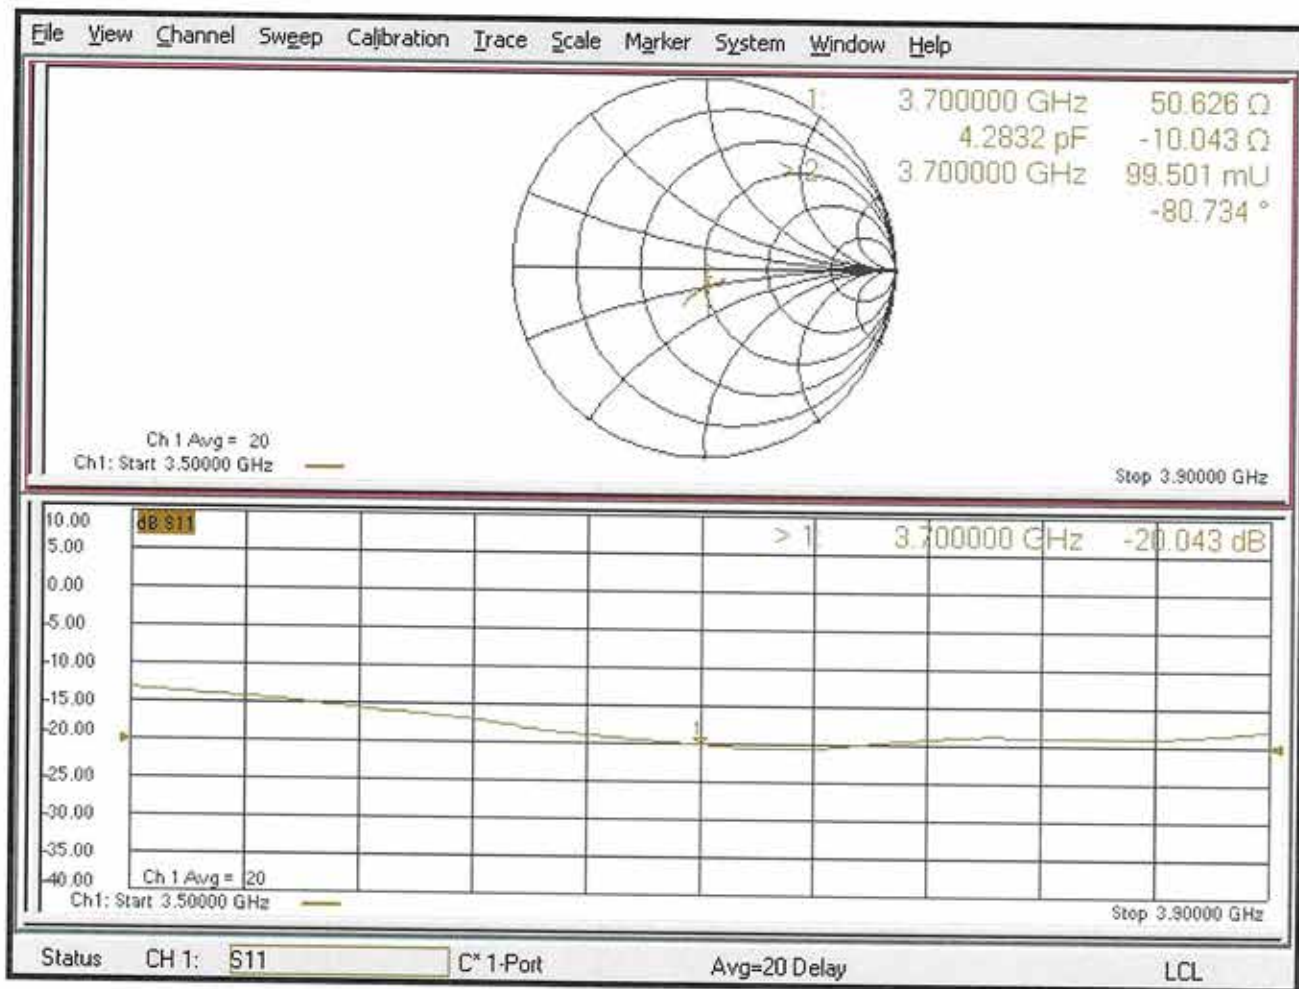 File View Channel Sweep Calibration Trace Scale Marker System Window Help
1: 3.700000 GHz 50.626 Ω
4.2832 pF -10.043 Ω
> 2: 3.700000 GHz 99.501 mU
-80.734 °
Ch 1 Avg = 20
Ch1: Start 3.50000 GHz
Stop 3.90000 GHz
10.00
dB S11
> 1: 3.700000 GHz -20.043 dB
5.00
0.00
-5.00
-10.00
-15.00
-20.00
1
-25.00
-30.00
-35.00
-40.00
Ch 1 Avg = 20
Ch1: Start 3.50000 GHz
Stop 3.90000 GHz
Status CH 1: S11 C* 1-Port Avg=20 Delay LCL